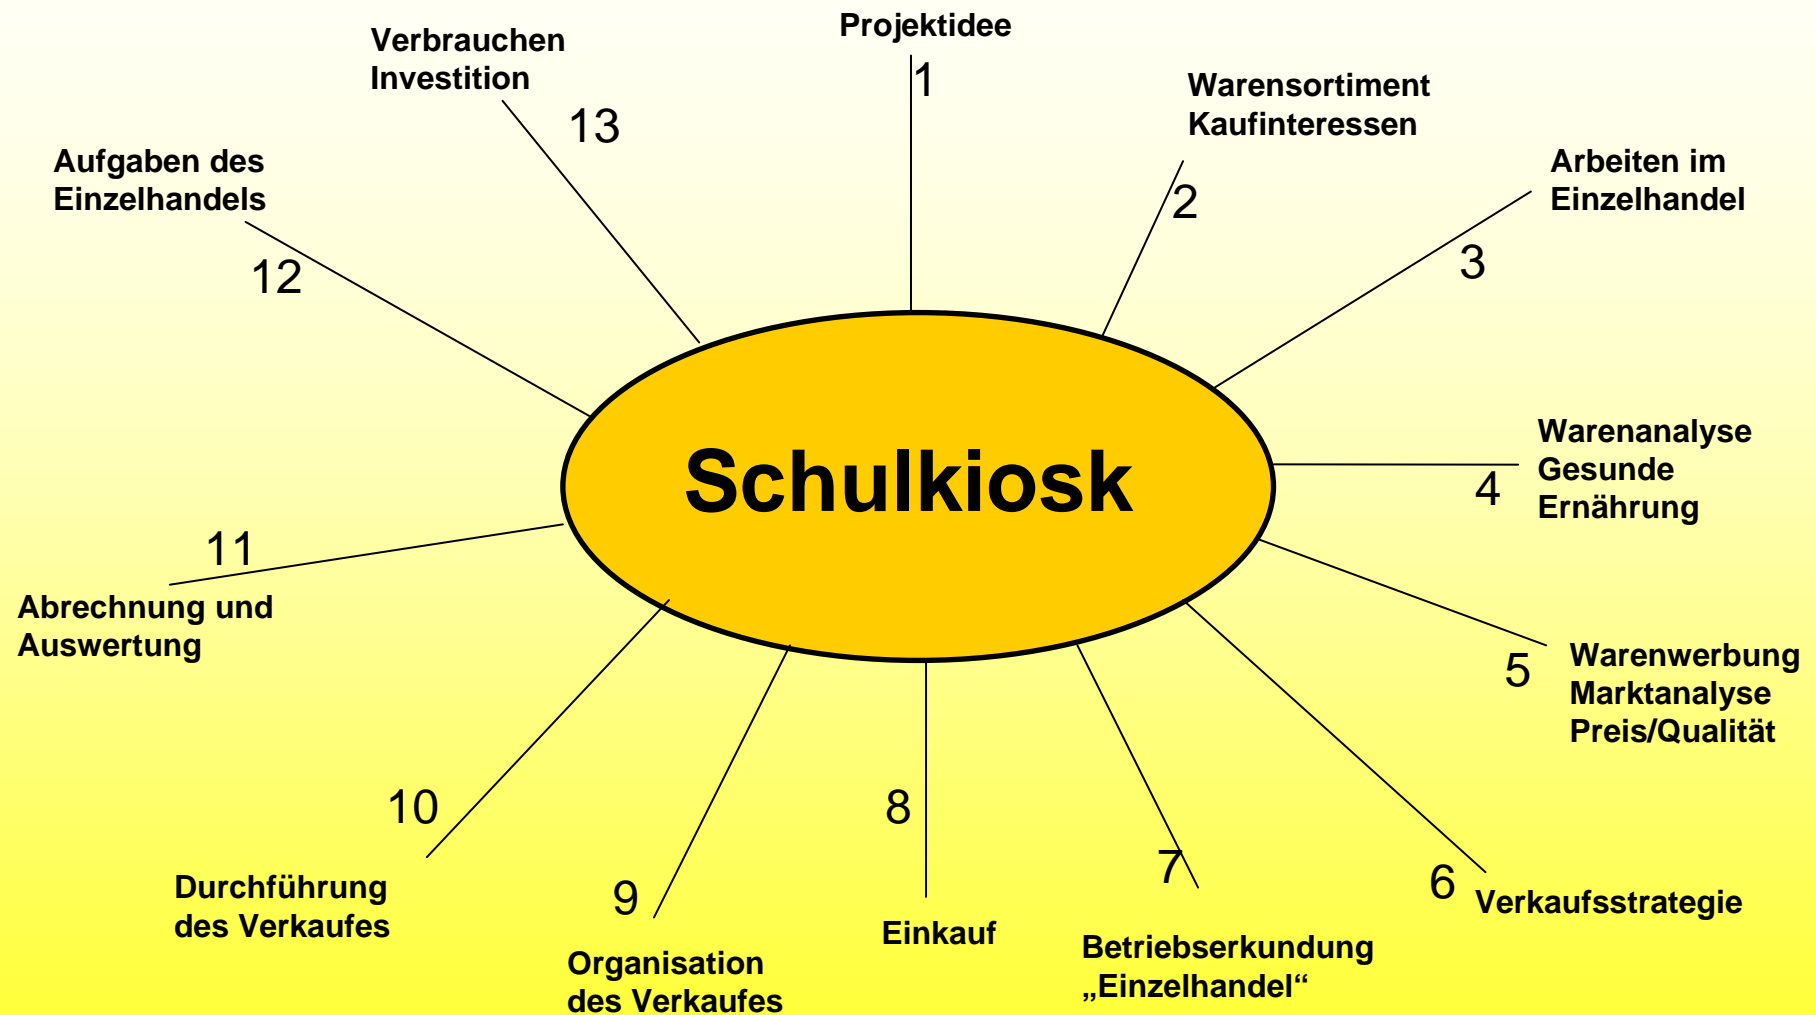 Projektidee
1
Warensortiment
Kaufinteressen
2
Arbeiten im
Einzelhandel
3
Warenanalyse
Gesunde
Ernährung
4
Warenwerbung
Marktanalyse
Preis/Qualität
5
Verkaufsstrategie
6
Betriebserkundung
„Einzelhandel“
7
Einkauf
8
Organisation
des Verkaufes
9
Durchführung
des Verkaufes
10
Abrechnung und
Auswertung
11
Aufgaben des
Einzelhandels
12
Verbrauchen
Investition
13
Schulkiosk